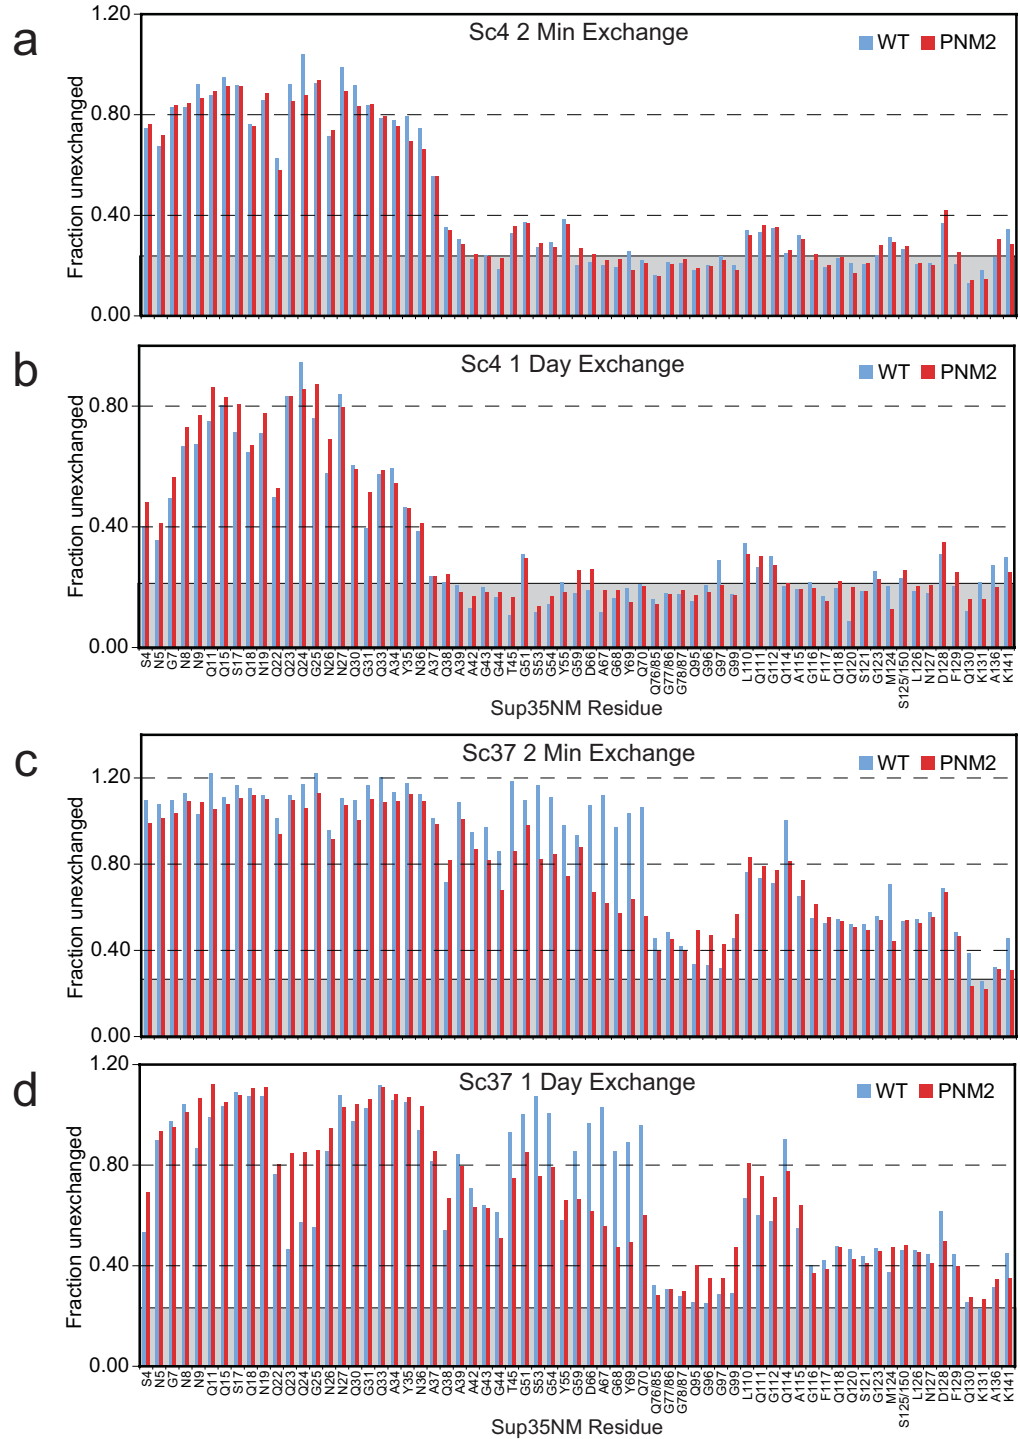 a
Sc4 2 Min Exchange
WT PNM2
Fraction unexchanged
1.20
0.80
0.40
0.00
b
Sc4 1 Day Exchange
WT PNM2
Fraction unexchanged
0.80
0.40
0.00
S4 N5 G7 N8 N9 Q11 Q15 S17 Q18 N19 Q22 Q23 Q24 G25 N26 N27 Q30 G31 Q33 A34 Y35 N36 A37 Q38 A39 A42 G43 G44 T45 G51 S53 G54 Y55 G59 D66 A67 G68 Y69 Q70 Q76/85 G77/86 G78/87 Q95 G96 G97 G99 L110 Q111 G112 Q114 A115 G116 F117 Q118 Q120 S121 G123 M124 S125/150 L126 N127 D128 F129 Q130 K131 A136 K141
Sup35NM Residue
c
Sc37 2 Min Exchange
WT PNM2
Fraction unexchanged
1.20
0.80
0.40
0.00
d
Sc37 1 Day Exchange
WT PNM2
Fraction unexchanged
1.20
0.80
0.40
0.00
S4 N5 G7 N8 N9 Q11 Q15 S17 Q18 N19 Q22 Q23 Q24 G25 N26 N27 Q30 G31 Q33 A34 Y35 N36 A37 Q38 A39 A42 G43 G44 T45 G51 S53 G54 Y55 G59 D66 A67 G68 Y69 Q70 Q76/85 G77/86 G78/87 Q95 G96 G97 G99 L110 Q111 G112 Q114 A115 G116 F117 Q118 Q120 S121 G123 M124 S125/150 L126 N127 D128 F129 Q130 K131 A136 K141
Sup35NM Residue